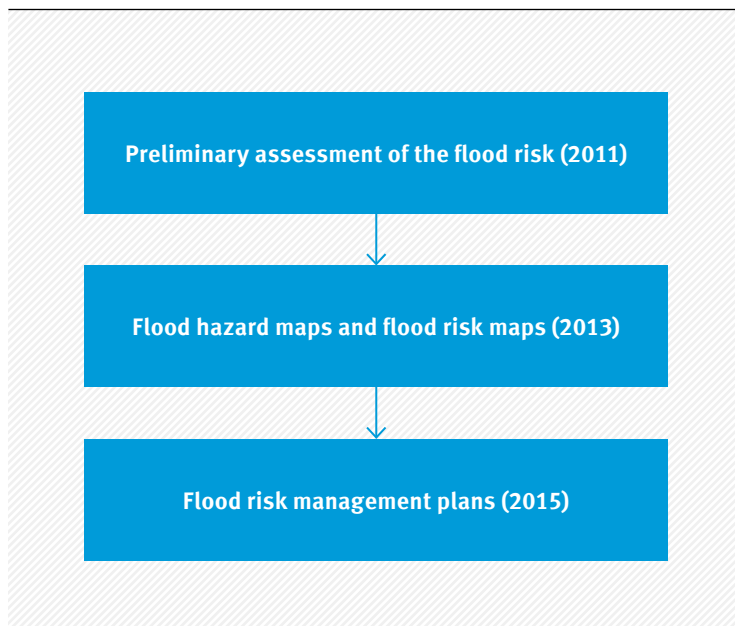 Preliminary assessment of the flood risk (2011)
Flood hazard maps and flood risk maps (2013)
Flood risk management plans (2015)